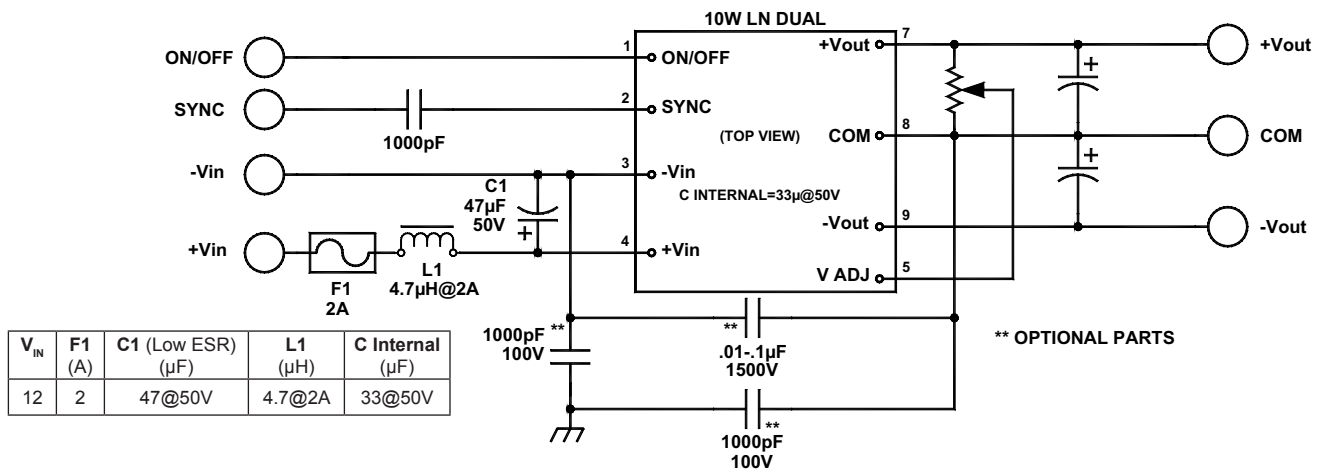 10W LN DUAL
ON/OFF
1
ON/OFF
+Vout
7
+Vout
+
SYNC
1000pF
2
SYNC
(TOP VIEW)
COM
8
COM
-Vin
3
-Vin
C INTERNAL=33µ@50V
+
C1
47µF
50V
+
-Vout
9
-Vout
+Vin
4
+Vin
F1
2A
L1
4.7µH@2A
V ADJ
5
1000pF **
100V
**
.01-.1µF
1500V
** OPTIONAL PARTS
**
1000pF
100V
VIN F1 C1 (Low ESR) L1 C Internal
(A) (µF) (µH) (µF)
12 2 47@50V 4.7@2A 33@50V